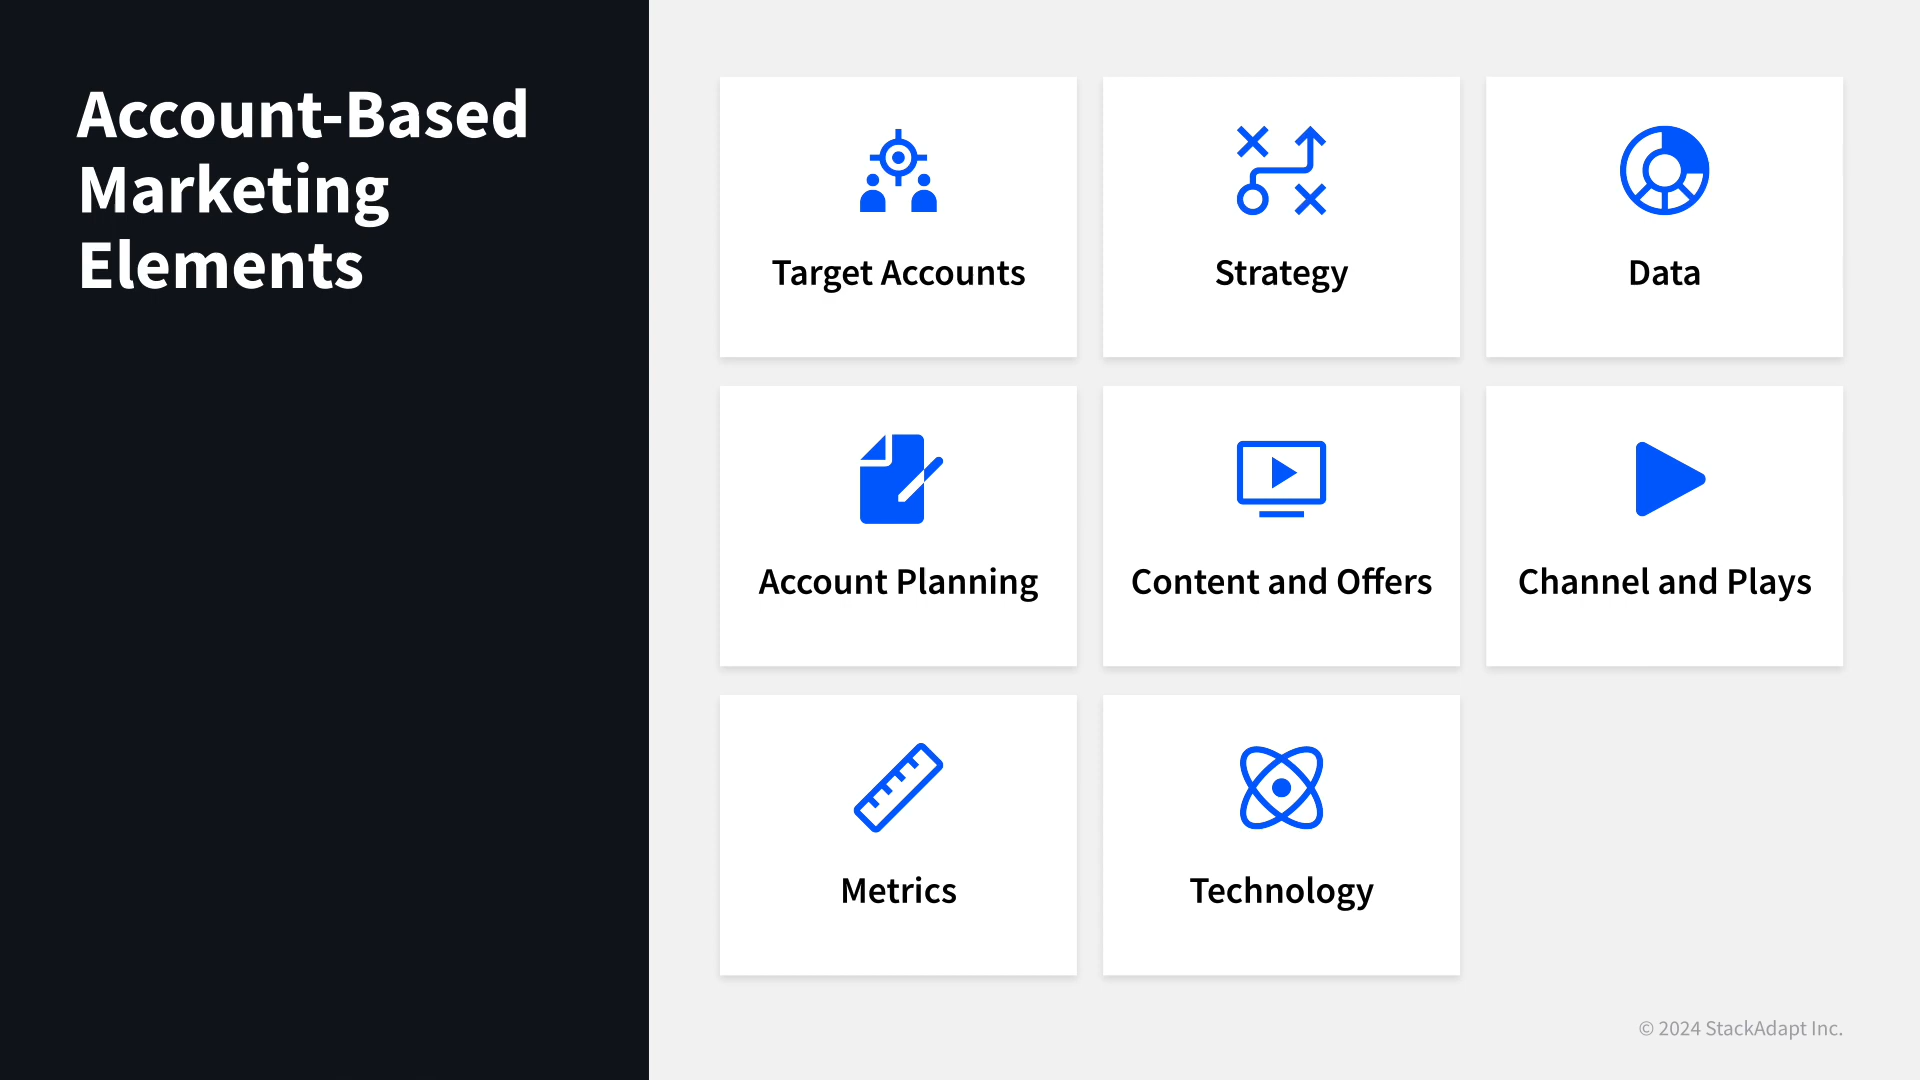 Account-Based
Marketing
Elements
Target Accounts
Strategy
Data
Account Planning
Content and Offers
Channel and Plays
Metrics
Technology
© 2024 StackAdapt Inc.